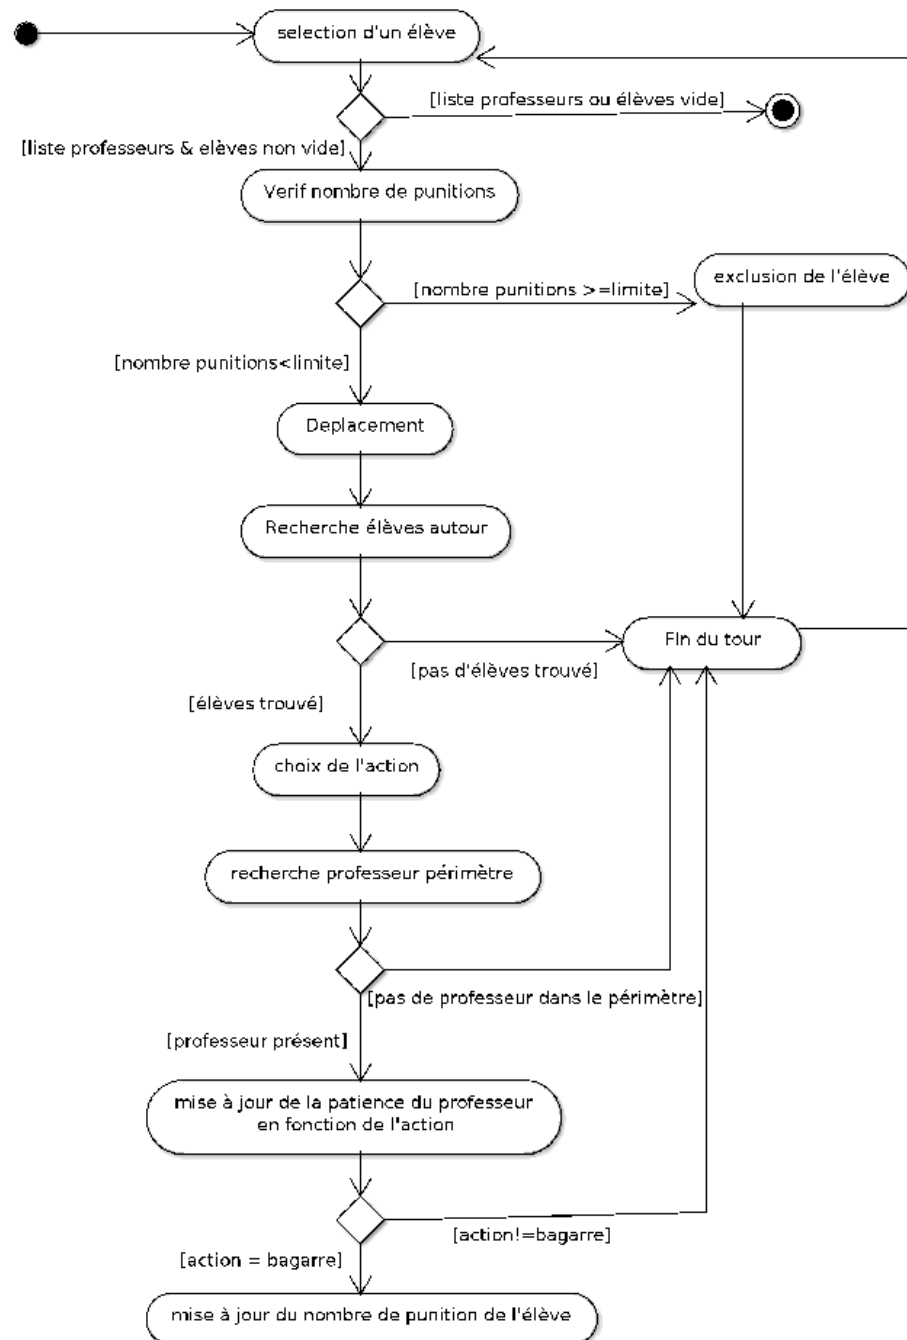 selection d'un élève
[liste professeurs ou élèves vide]
[liste professeurs & elèves non vide]
Verif nombre de punitions
[nombre punitions >=limite]
exclusion de l'élève
[nombre punitions<limite]
Deplacement
Recherche élèves autour
FIn du tour
[pas d'élèves trouvé]
[élèves trouvé]
choix de l'action
recherche professeur périmètre
[pas de professeur dans le périmètre]
[professeur présent]
mise à jour de la patience du professeur
en fonction de l'action
[action!=bagarre]
[action = bagarre]
mise à jour du nombre de punition de l'élève